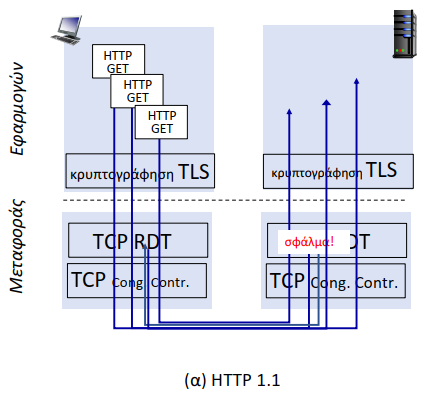 HTTP
GET
HTTP
GET
HTTP
GET
Εφαρμογών
κρυπτογράφηση TLS
κρυπτογράφηση TLS
Μεταφοράς
TCP RDT
σφάλμα! DT
TCP Cong. Contr.
TCP Cong. Contr.
(α) HTTP 1.1